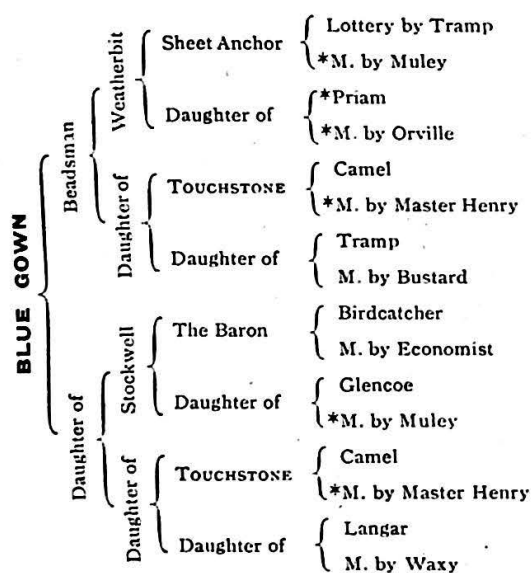 BLUE GOWN
Beadsman
Weatherbit
Sheet Anchor
Lottery by Tramp
*M. by Muley
Daughter of
*Priam
*M. by Orville
Daughter of
TOUCHSTONE
Camel
*M. by Master Henry
Daughter of
Tramp
M. by Bustard
Daughter of
Stockwell
The Baron
Birdcatcher
M. by Economist
Daughter of
Glencoe
*M. by Muley
Daughter of
TOUCHSTONE
Camel
*M. by Master Henry
Daughter of
Langar
M. by Waxy